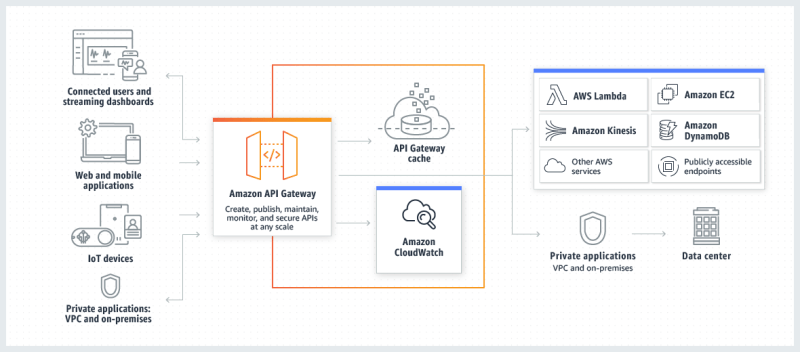 Connected users and
streaming dashboards
Web and mobile
applications
IoT devices
Private applications:
VPC and on-premises
</>
Amazon API Gateway
Create, publish, maintain,
monitor, and secure APIs
at any scale
API Gateway
cache
Amazon
CloudWatch
AWS Lambda
Amazon EC2
Amazon Kinesis
Amazon
DynamoDB
Other AWS
services
Publicly accessible
endpoints
Private applications
VPC and on-premises
Data center